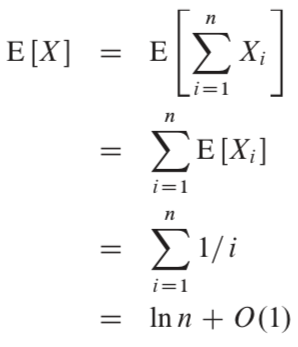 E[X] = E[∑_{i=1}^{n} X_i]
= ∑_{i=1}^{n} E[X_i]
= ∑_{i=1}^{n} 1/i
= ln n + O(1)